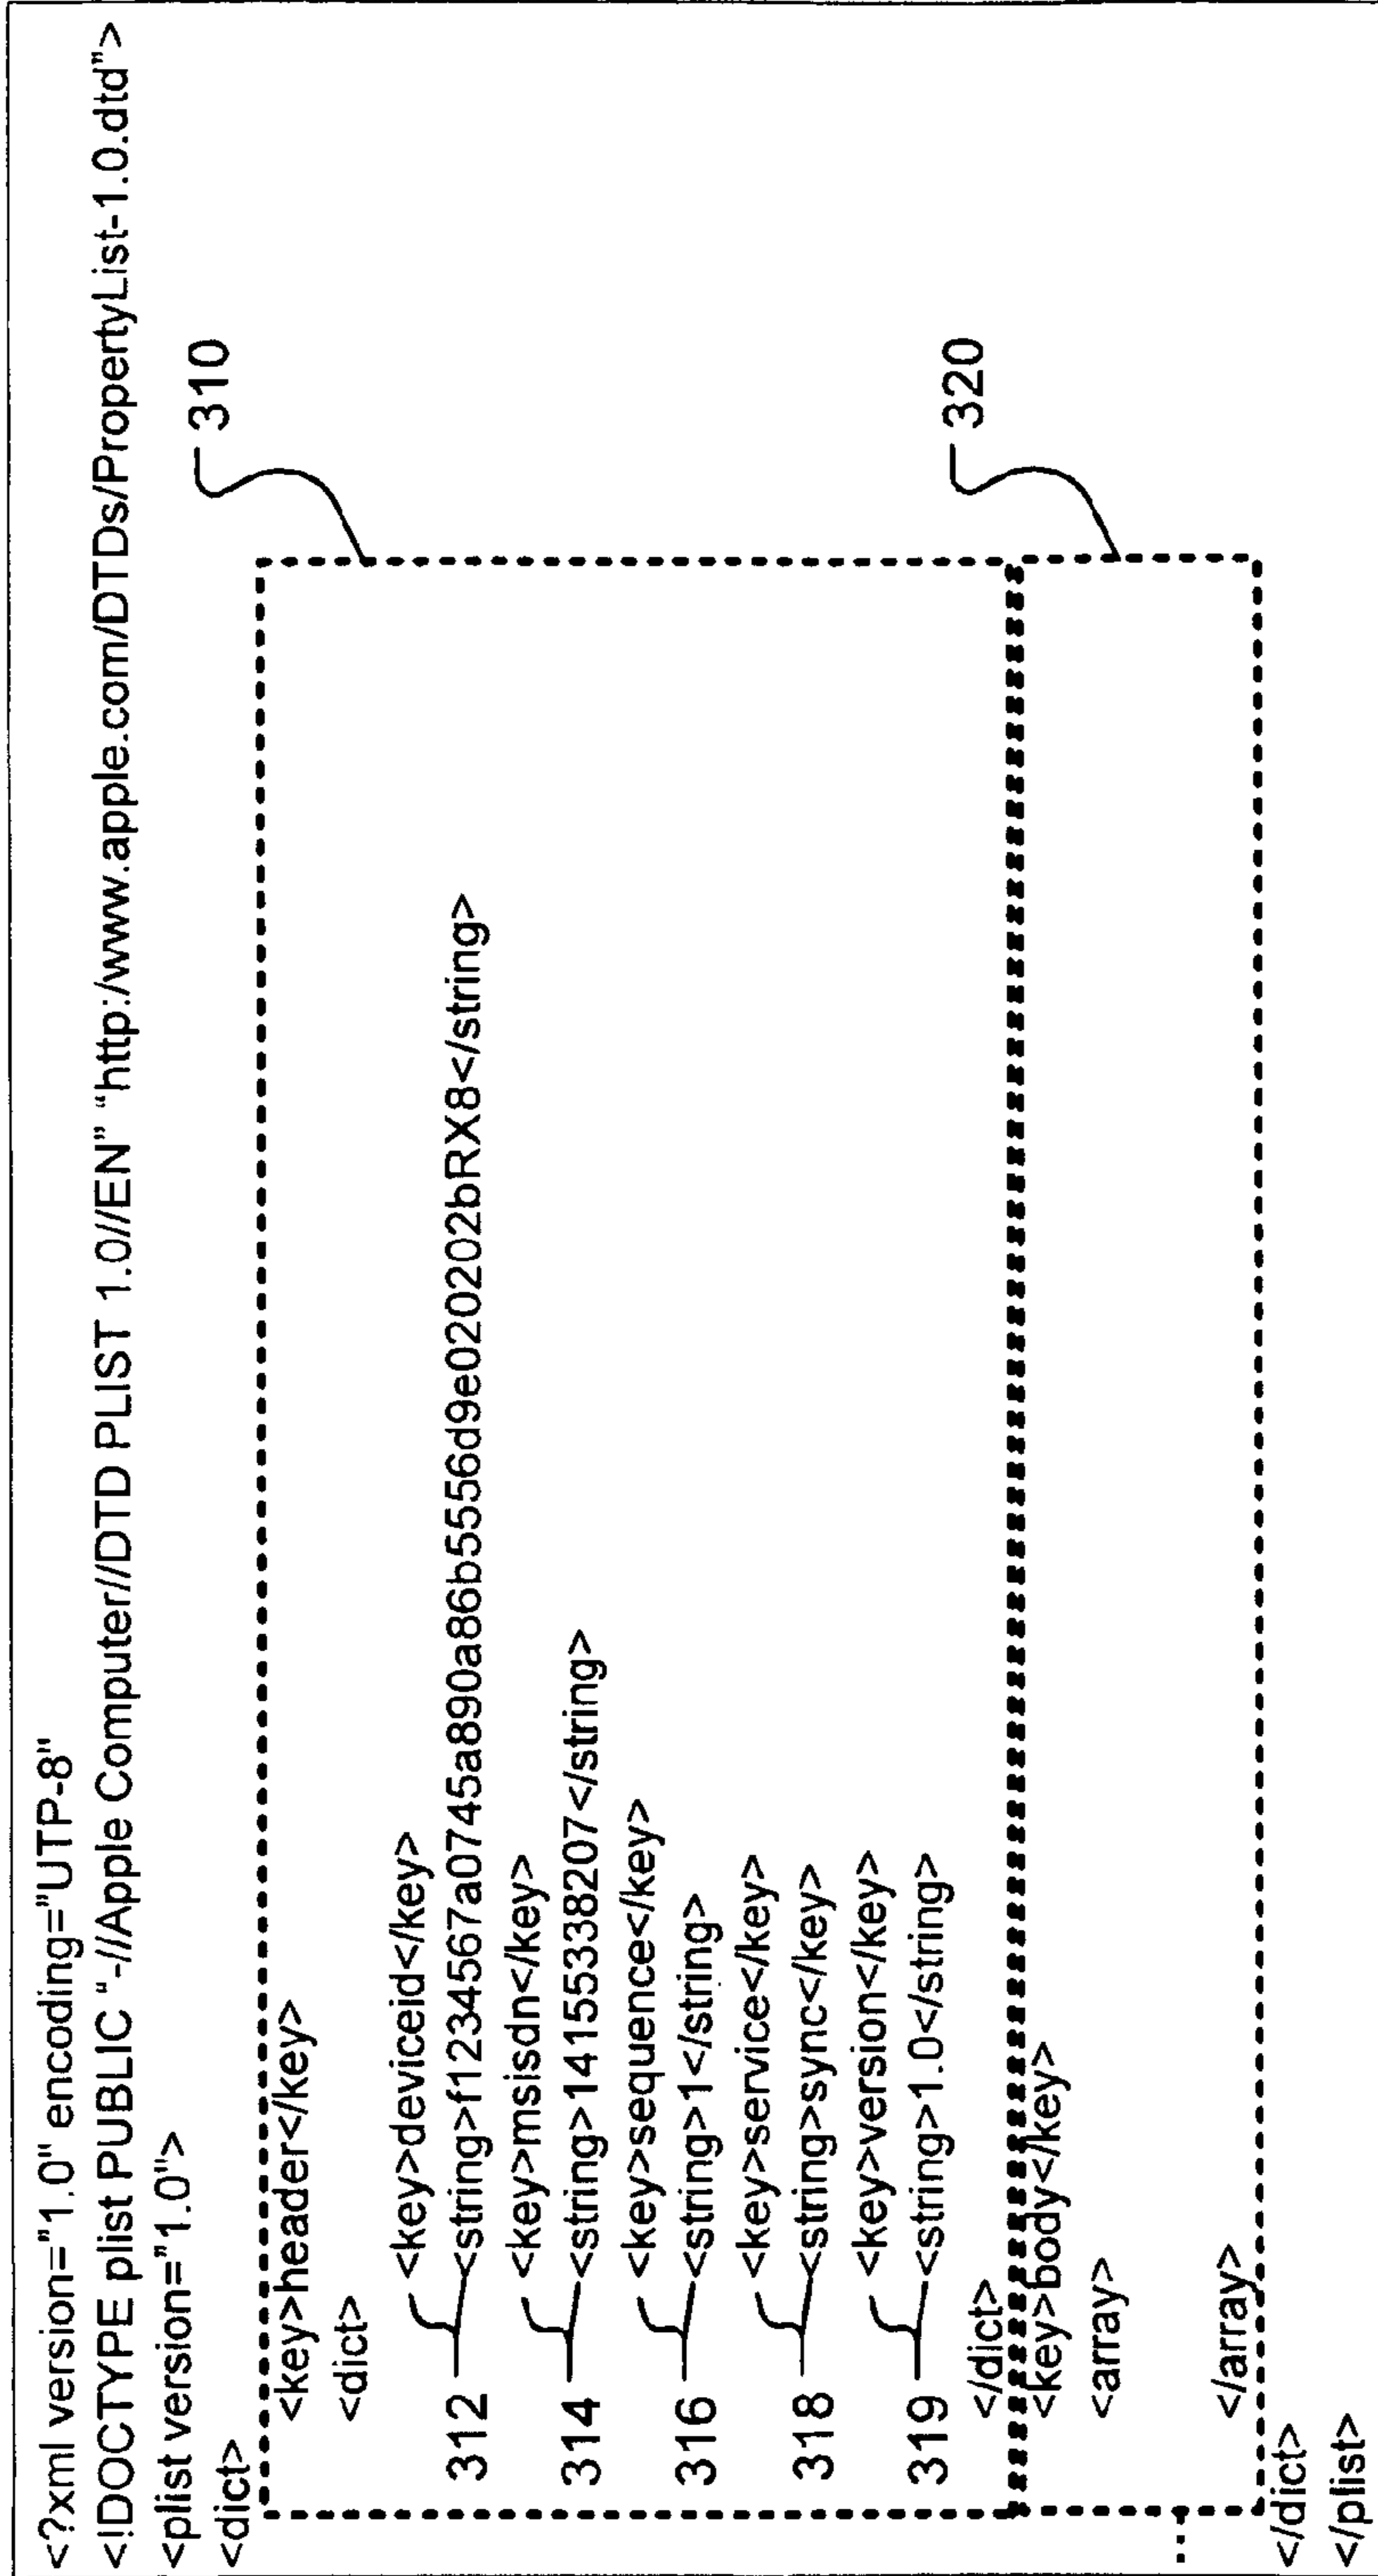 <?xml version="1.0" encoding="UTP-8"
<!DOCTYPE plist PUBLIC "-//Apple Computer//DTD PLIST 1.0//EN" "http:/www.apple.com/DTDs/PropertyList-1.0.dtd">
<plist version="1.0">
<dict>
310
<key>header</key>
<dict>
<key>deviceid</key>
312 <string>f1234567a0745a890a86b5556d9e020202bRX8</string>
<key>msisdn</key>
314 <string>14155338207</string>
<key>sequence</key>
316 <string>1</string>
<key>service</key>
318 <string>sync</key>
<key>version</key>
319 <string>1.0</string>
</dict>
320
<key>body</key>
<array>
...
</array>
</dict>
</plist>